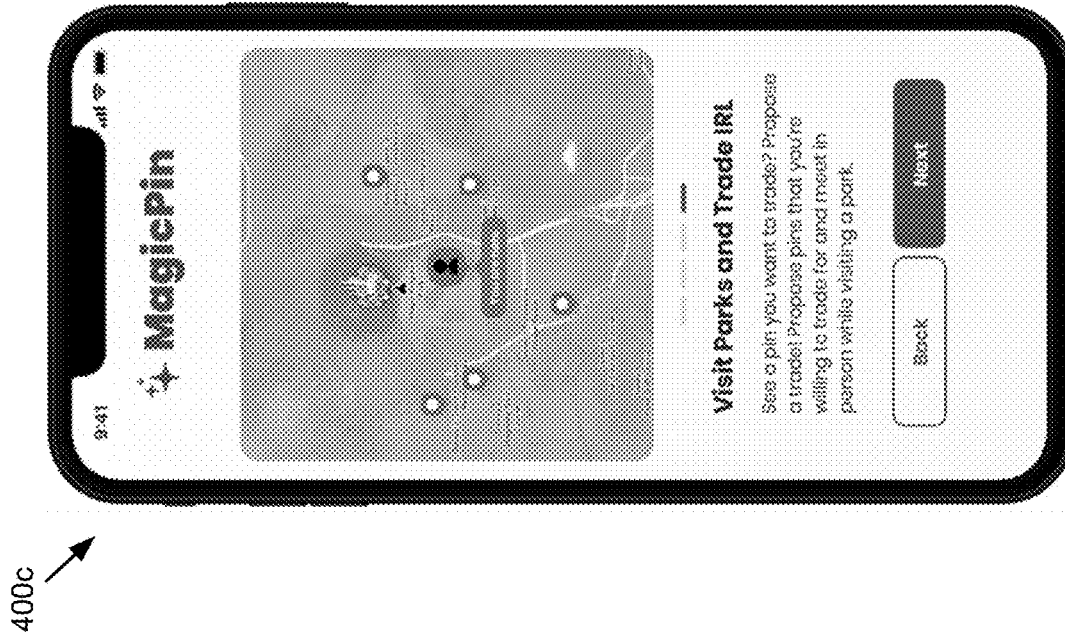 400c
9:41
MagicPin
Visit Parks and Trade IRL
See a pin you want to trade? Propose
a trade! Propose pins that you're
willing to trade for and meet in
person while visiting a park.
Back
Next